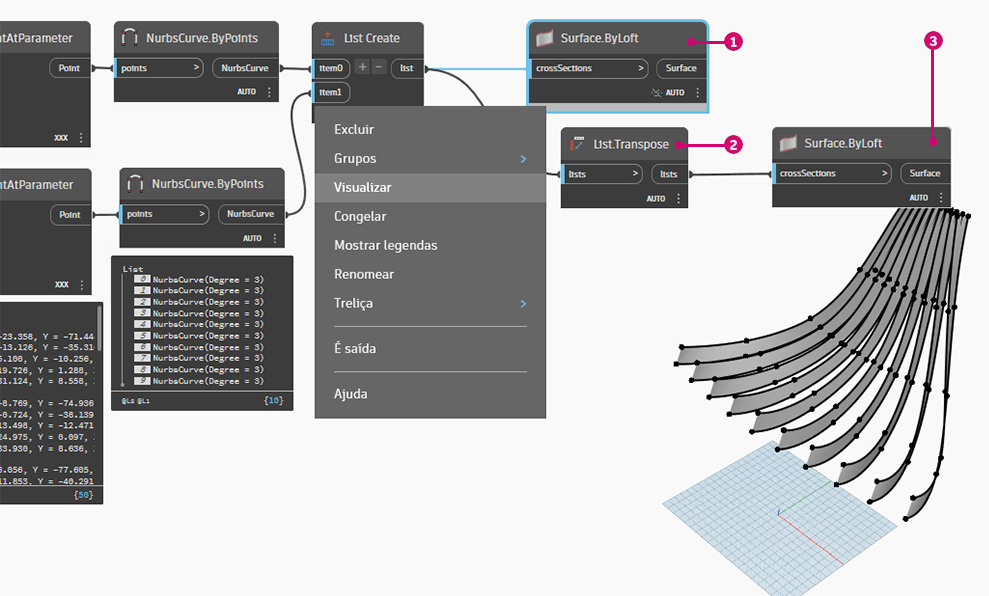 ntAtParameter
Point
XXX
NurbsCurve.ByPoints
points >
NurbsCurve
AUTO
List Create
item0
+ −
list
item1
Surface.ByLoft
crossSections >
Surface
AUTO
1
3
List.Transpose
2
lists >
lists
AUTO
Surface.ByLoft
crossSections >
Surface
AUTO
ntAtParameter
Point
XXX
NurbsCurve.ByPoints
points >
NurbsCurve
AUTO
Excluir
Grupos >
Visualizar
Congelar
Mostrar legendas
Renomear
Treliça >
É saída
Ajuda
List
0 NurbsCurve(Degree = 3)
1 NurbsCurve(Degree = 3)
2 NurbsCurve(Degree = 3)
3 NurbsCurve(Degree = 3)
4 NurbsCurve(Degree = 3)
5 NurbsCurve(Degree = 3)
6 NurbsCurve(Degree = 3)
7 NurbsCurve(Degree = 3)
8 NurbsCurve(Degree = 3)
9 NurbsCurve(Degree = 3)
@L2 @L1 {10}
-23.358, Y = -71.44
-13.126, Y = -35.31
.100, Y = -10.256,
19.726, Y = 1.288,
31.124, Y = 8.558,
-8.769, Y = -74.936
-0.724, Y = -38.139
13.498, Y = -12.471
24.975, Y = 0.097,
33.930, Y = 8.636,
.056, Y = -77.605,
11.853, Y = -40.291
{50}